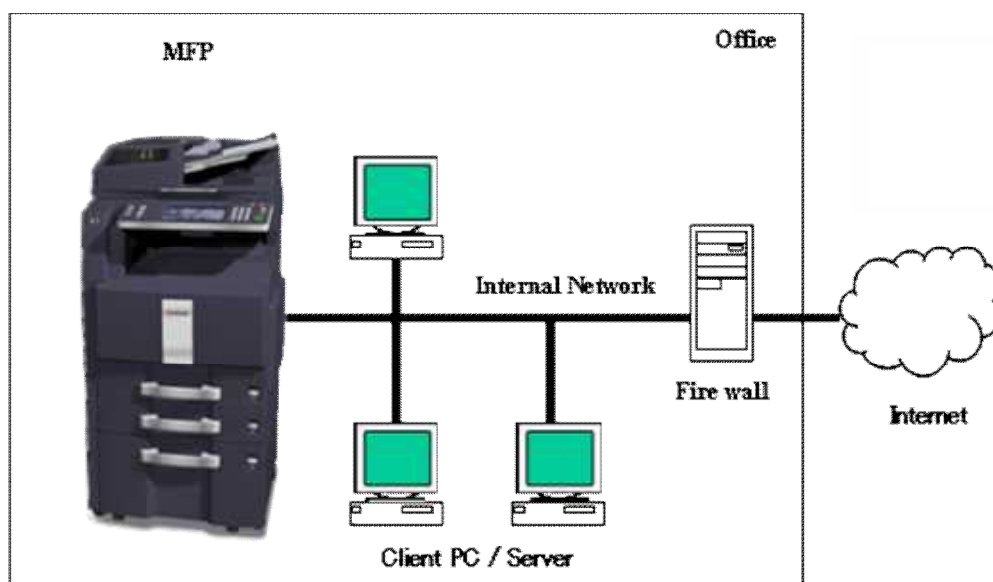 MFP
Office
Internal Network
Fire wall
Internet
Client PC / Server